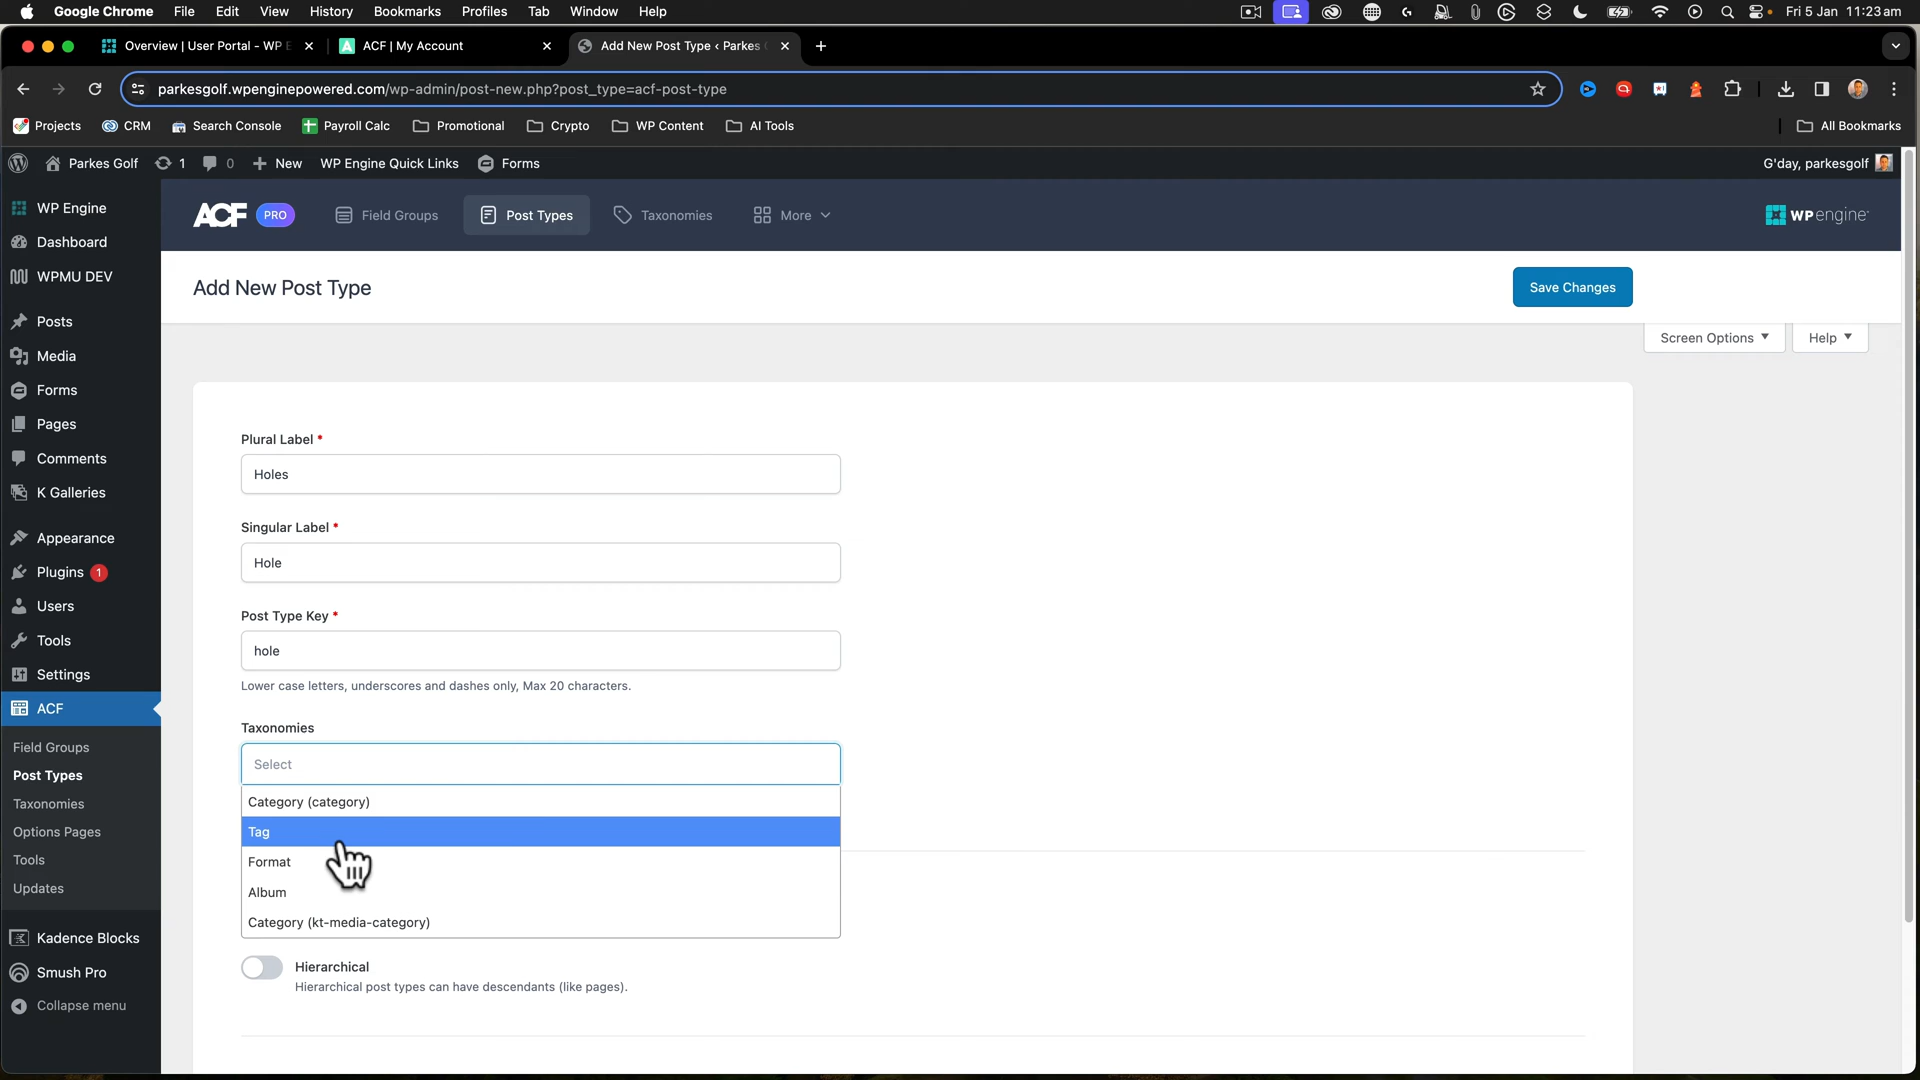 Google Chrome File Edit View History Bookmarks Profiles Tab Window Help Fri 5 Jan 11:23 am
Overview | User Portal - WP E ACF | My Account Add New Post Type ‹ Parkes
parkesgolf.wpenginepowered.com/wp-admin/post-new.php?post_type=acf-post-type
Projects CRM Search Console Payroll Calc Promotional Crypto WP Content AI Tools All Bookmarks
Parkes Golf 1 0 New WP Engine Quick Links Forms G'day, parkesgolf
WP Engine
Dashboard
WPMU DEV
Posts
Media
Forms
Pages
Comments
K Galleries
Appearance
Plugins 1
Users
Tools
Settings
ACF
Field Groups
Post Types
Taxonomies
Options Pages
Tools
Updates
Kadence Blocks
Smush Pro
Collapse menu
ACF PRO Field Groups Post Types Taxonomies More WPengine
Add New Post Type Save Changes
Screen Options Help
Plural Label *
Holes
Singular Label *
Hole
Post Type Key *
hole
Lower case letters, underscores and dashes only, Max 20 characters.
Taxonomies
Select
Category (category)
Tag
Format
Album
Category (kt-media-category)
Hierarchical
Hierarchical post types can have descendants (like pages).